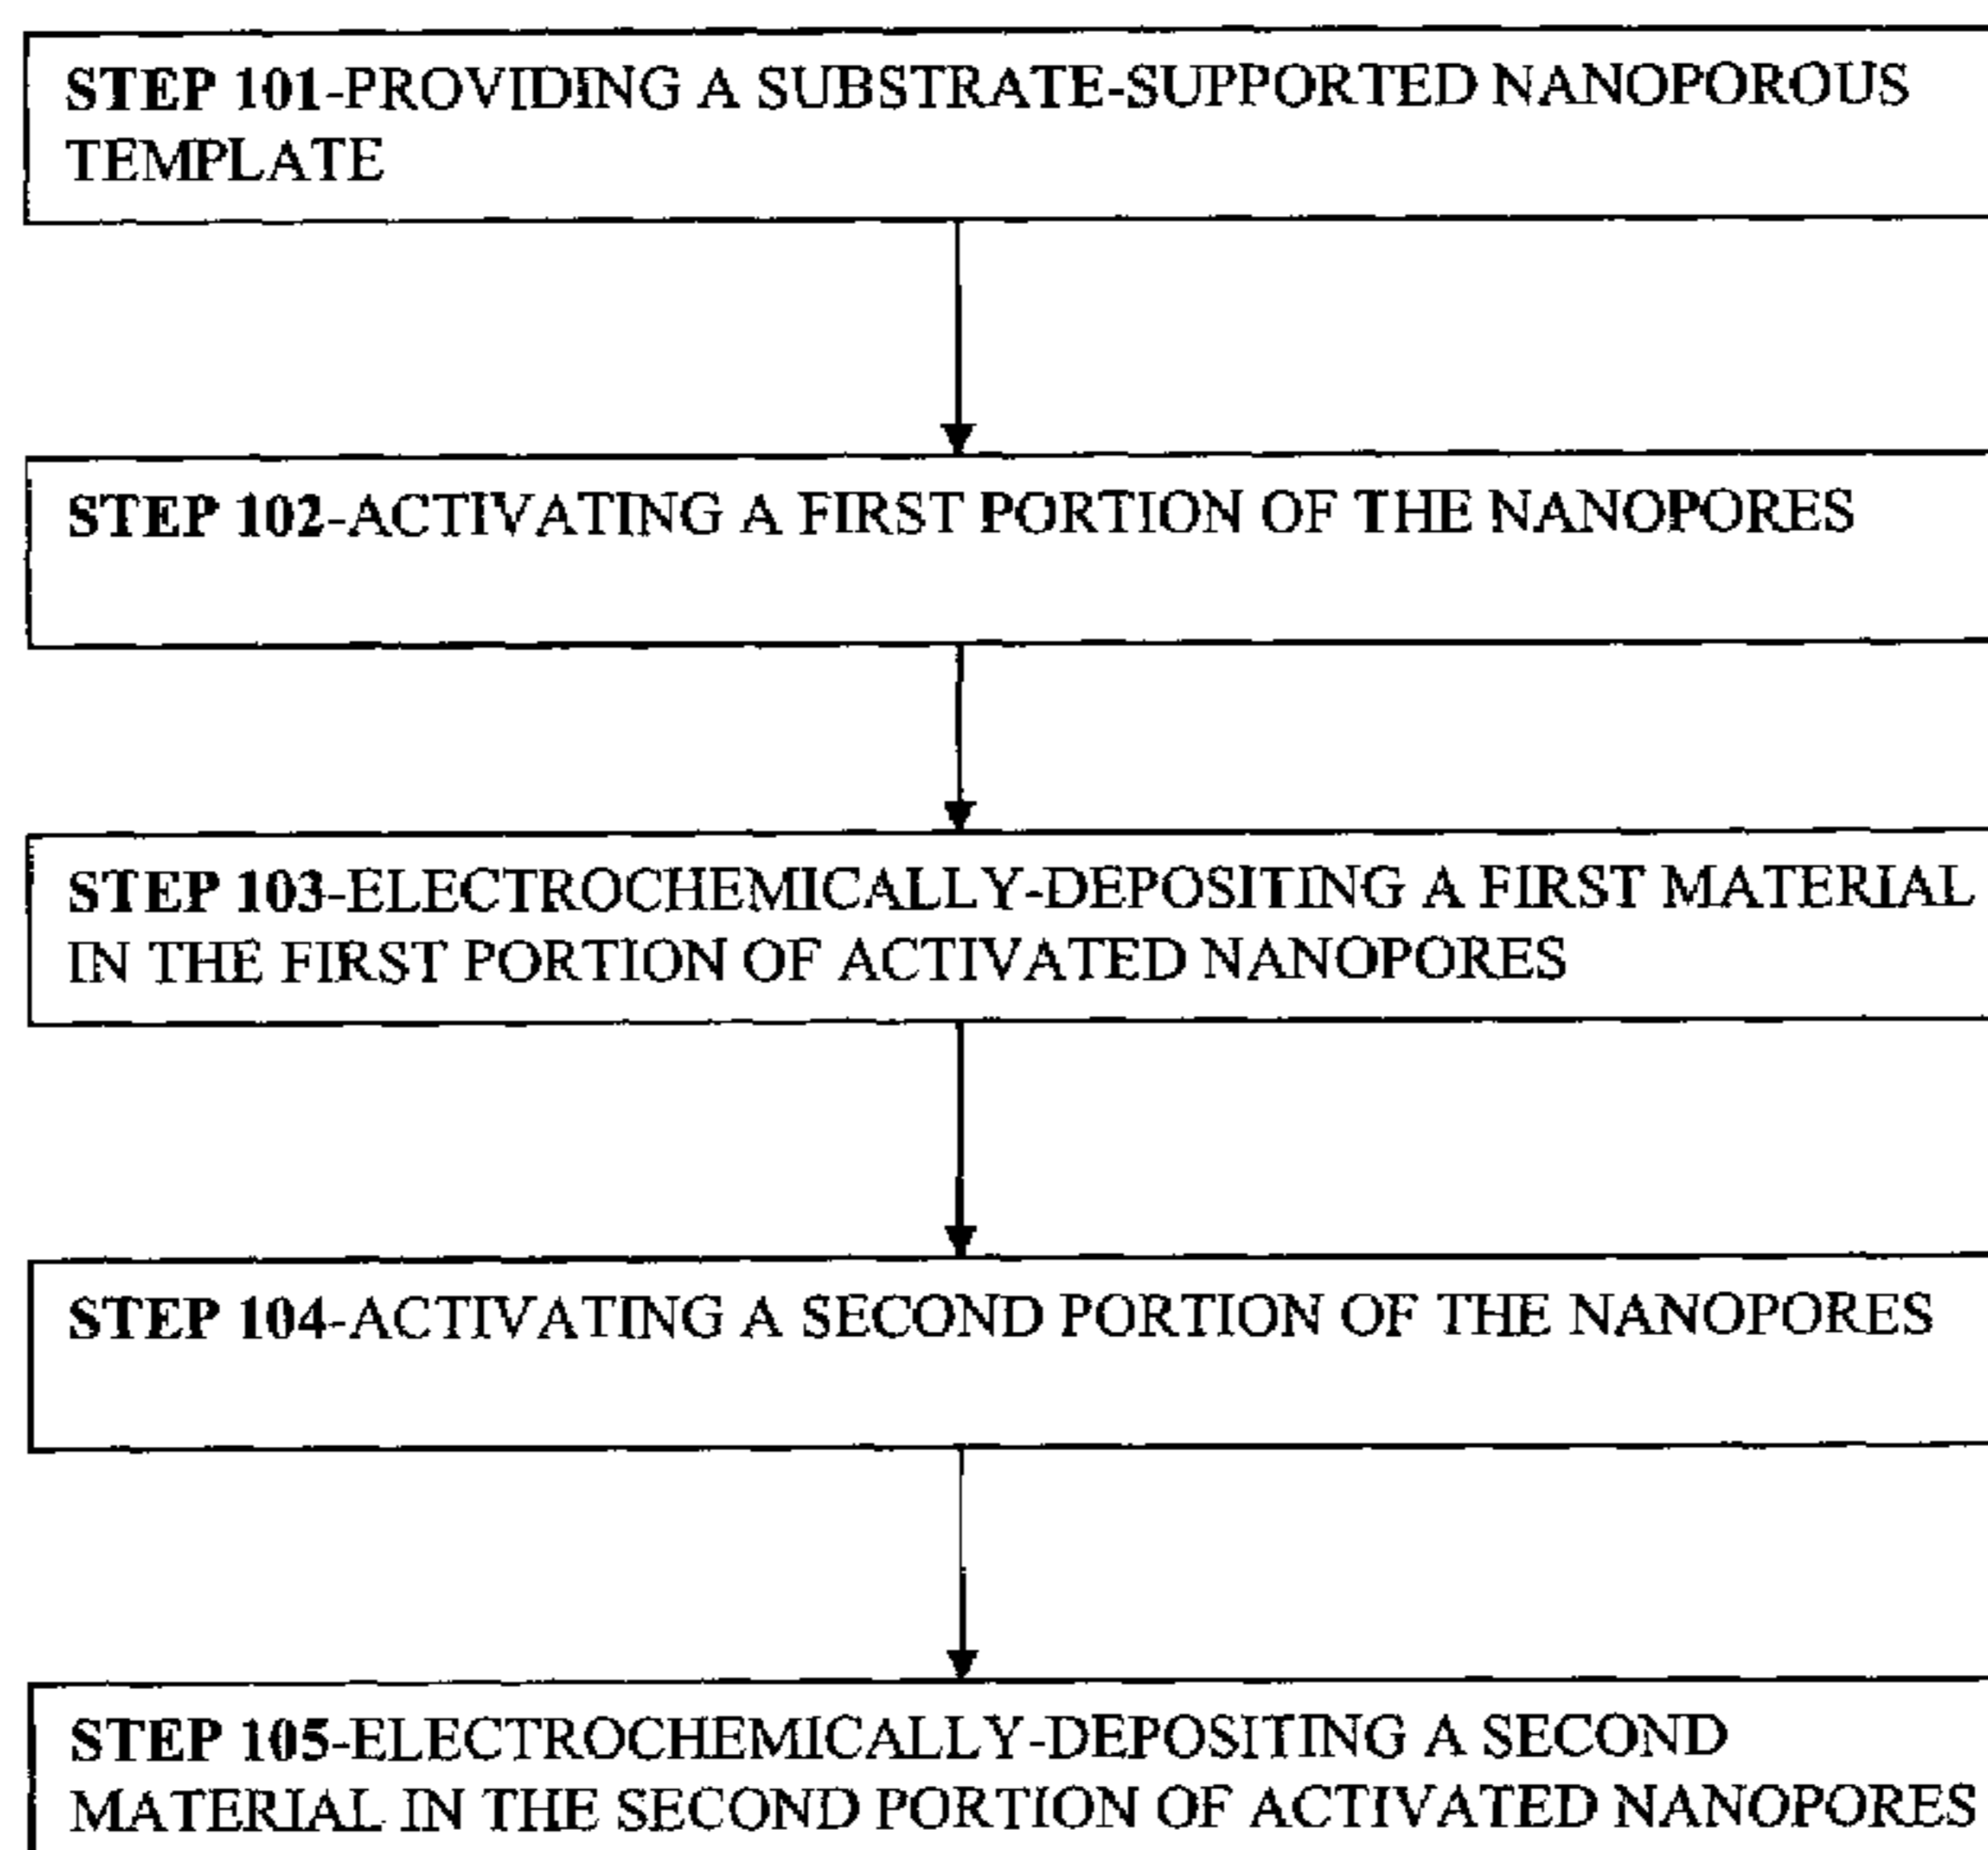 STEP 101-PROVIDING A SUBSTRATE-SUPPORTED NANOPOROUS
TEMPLATE
STEP 102-ACTIVATING A FIRST PORTION OF THE NANOPORES
STEP 103-ELECTROCHEMICALLY-DEPOSITING A FIRST MATERIAL
IN THE FIRST PORTION OF ACTIVATED NANOPORES
STEP 104-ACTIVATING A SECOND PORTION OF THE NANOPORES
STEP 105-ELECTROCHEMICALLY-DEPOSITING A SECOND
MATERIAL IN THE SECOND PORTION OF ACTIVATED NANOPORES